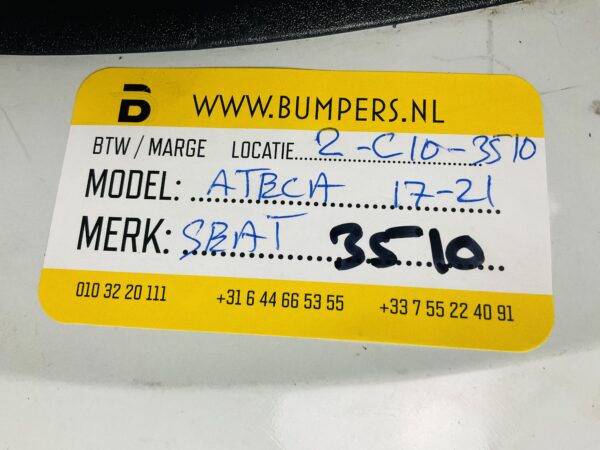 B WWW.BUMPERS.NL
BTW / MARGE LOCATIE 2-C10-3510
MODEL: ATECA 17-21
MERK: SEAT 3510
010 32 20 111 +31 6 44 66 53 55 +33 7 55 22 40 91